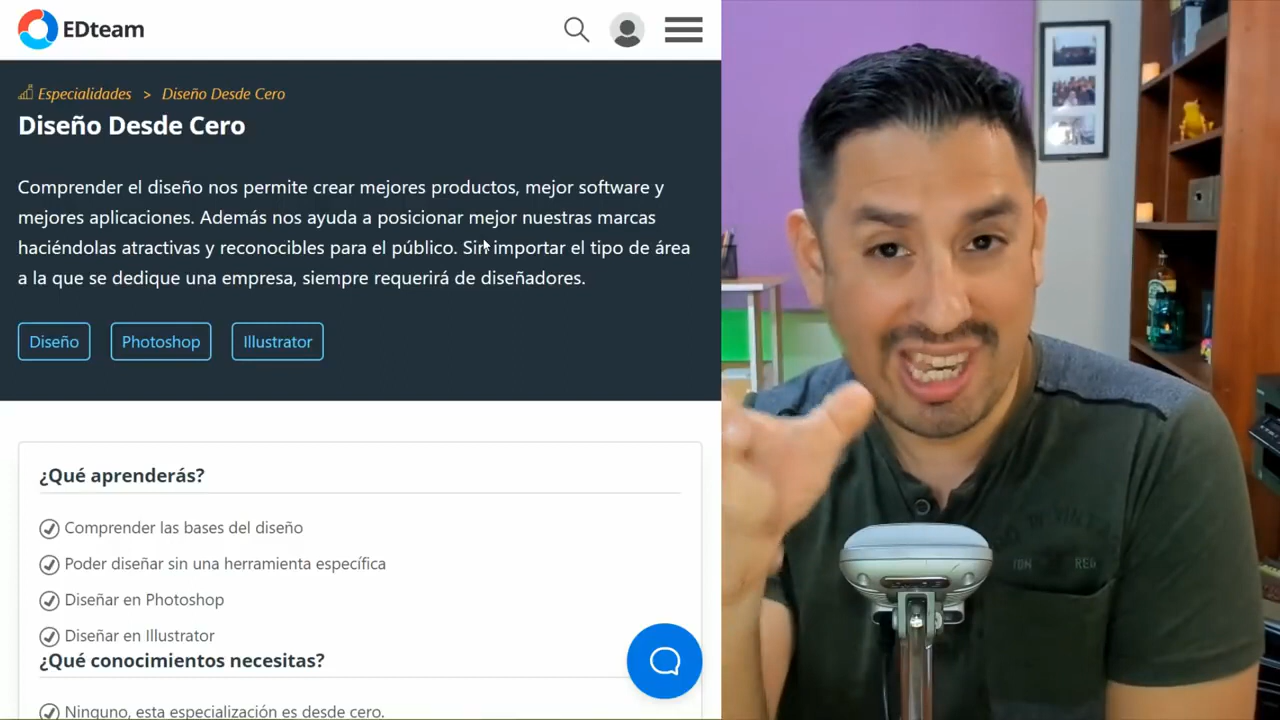 EDteam
Especialidades > Diseño Desde Cero
Diseño Desde Cero
Comprender el diseño nos permite crear mejores productos, mejor software y
mejores aplicaciones. Además nos ayuda a posicionar mejor nuestras marcas
haciéndolas atractivas y reconocibles para el público. Sin importar el tipo de área
a la que se dedique una empresa, siempre requerirá de diseñadores.
Diseño Photoshop Illustrator
¿Qué aprenderás?
Comprender las bases del diseño
Poder diseñar sin una herramienta específica
Diseñar en Photoshop
Diseñar en Illustrator
¿Qué conocimientos necesitas?
Ninguno, esta especialización es desde cero.